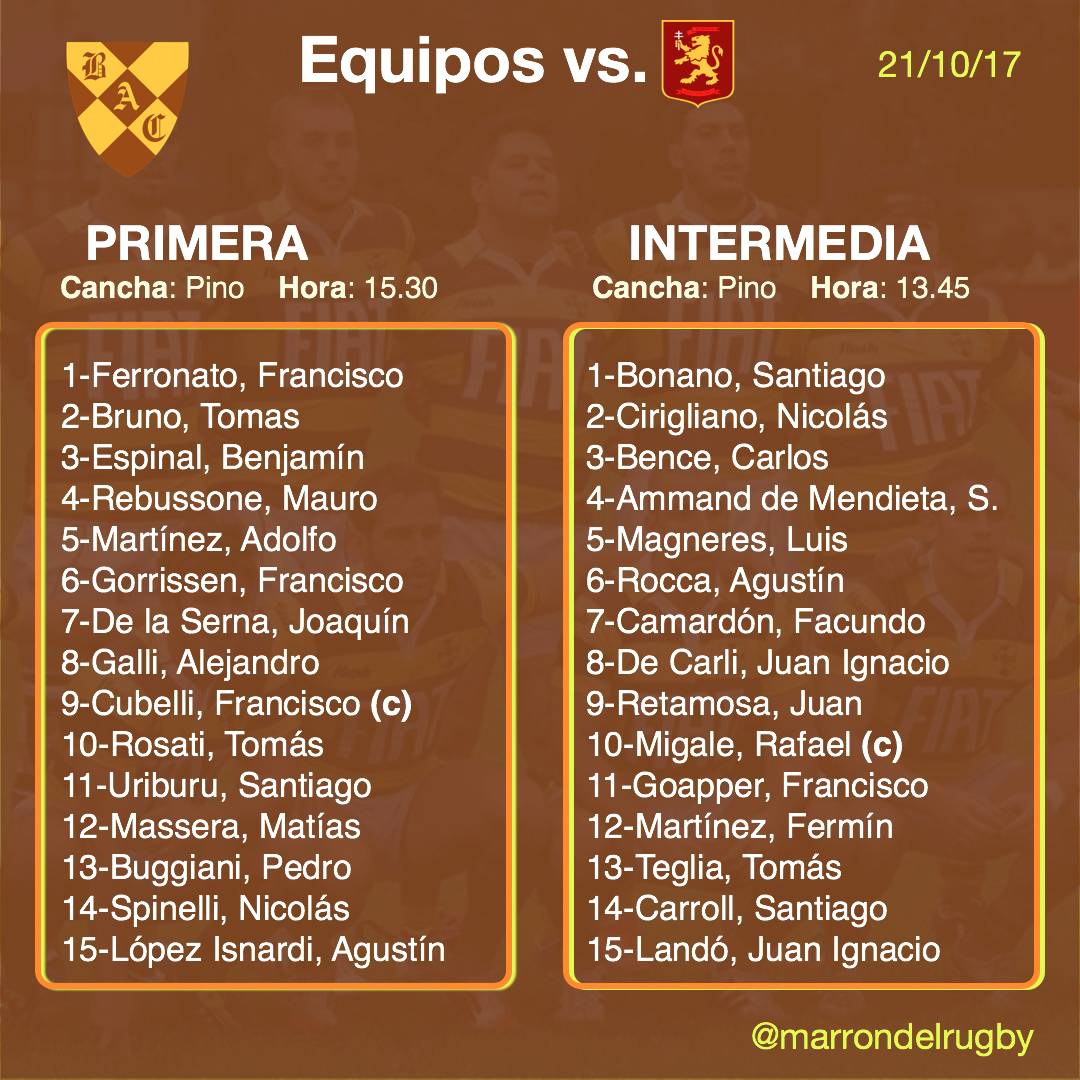 B
A
C
Equipos vs.
21/10/17
PRIMERA
Cancha: Pino Hora: 15.30
1-Ferronato, Francisco
2-Bruno, Tomas
3-Espinal, Benjamín
4-Rebussone, Mauro
5-Martínez, Adolfo
6-Gorrissen, Francisco
7-De la Serna, Joaquín
8-Galli, Alejandro
9-Cubelli, Francisco (c)
10-Rosati, Tomás
11-Uriburu, Santiago
12-Massera, Matías
13-Buggiani, Pedro
14-Spinelli, Nicolás
15-López Isnardi, Agustín
INTERMEDIA
Cancha: Pino Hora: 13.45
1-Bonano, Santiago
2-Cirigliano, Nicolás
3-Bence, Carlos
4-Ammand de Mendieta, S.
5-Magneres, Luis
6-Rocca, Agustín
7-Camardón, Facundo
8-De Carli, Juan Ignacio
9-Retamosa, Juan
10-Migale, Rafael (c)
11-Goapper, Francisco
12-Martínez, Fermín
13-Teglia, Tomás
14-Carroll, Santiago
15-Landó, Juan Ignacio
FIAT
FIAT
FIAT
FIAT
FIAT
FIAT
@marrondelrugby